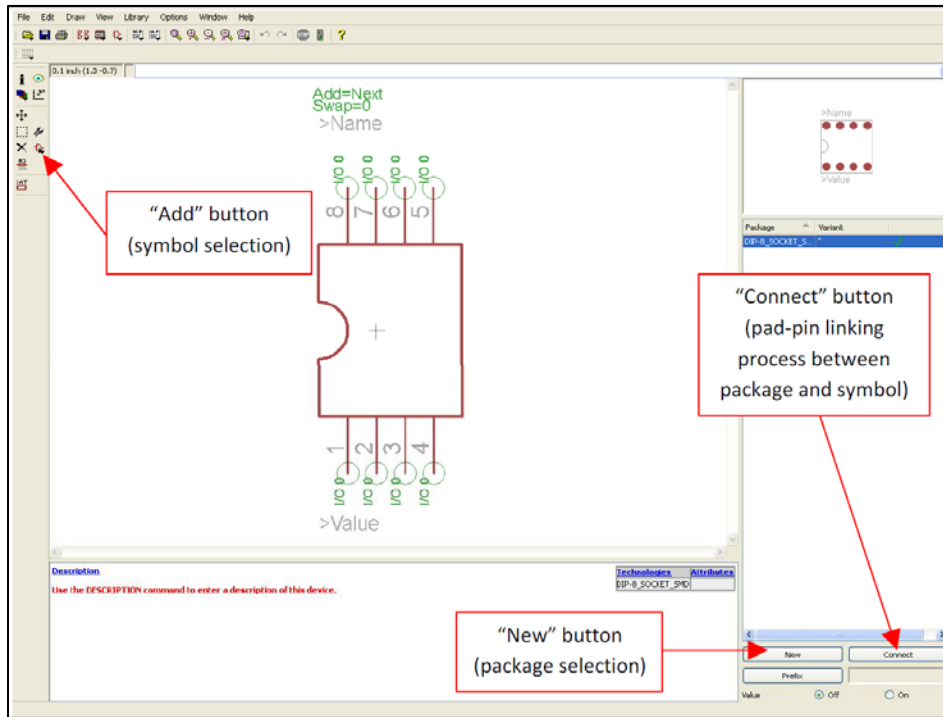 File Edit Draw View Library Options Window Help
0.1 inch (1.3 -0.7)
Add=Next
Swap=0
>Name
I/O 0 I/O 0 I/O 0 I/O 0
8 7 6 5
1 2 3 4
I/O 0 I/O 0 I/O 0 I/O 0
>Value
"Add" button
(symbol selection)
>Name
>Value
Package Variant
DIP-8_SOCKET_S... ''
"Connect" button
(pad-pin linking
process between
package and symbol)
Description
Use the DESCRIPTION command to enter a description of this device.
Technologies Attributes
DIP-8_SOCKET_SMD
"New" button
(package selection)
New Connect
Prefix
Value Off On